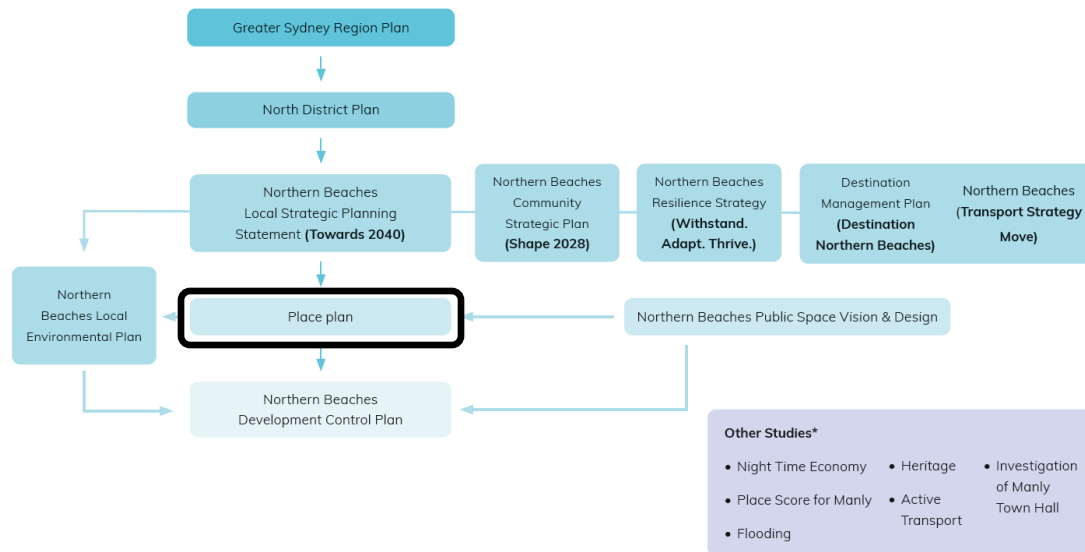 Greater Sydney Region Plan
North District Plan
Northern Beaches
Local Strategic Planning
Statement (Towards 2040)
Northern Beaches
Community
Strategic Plan
(Shape 2028)
Northern Beaches
Resilience Strategy
(Withstand.
Adapt. Thrive.)
Destination
Management Plan
(Destination
Northern Beaches)
Northern Beaches
(Transport Strategy
Move)
Northern
Beaches Local
Environmental Plan
Place plan
Northern Beaches Public Space Vision & Design
Northern Beaches
Development Control Plan
Other Studies*
• Night Time Economy
• Place Score for Manly
• Flooding
• Heritage
• Active
Transport
• Investigation
of Manly
Town Hall